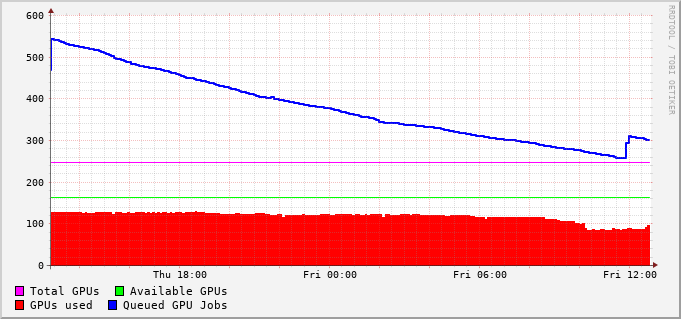 600
500
400
300
200
100
0
Thu 18:00 Fri 00:00 Fri 06:00 Fri 12:00
Total GPUs Available GPUs
GPUs used Queued GPU Jobs
RRDTOOL / TOBI OETIKER